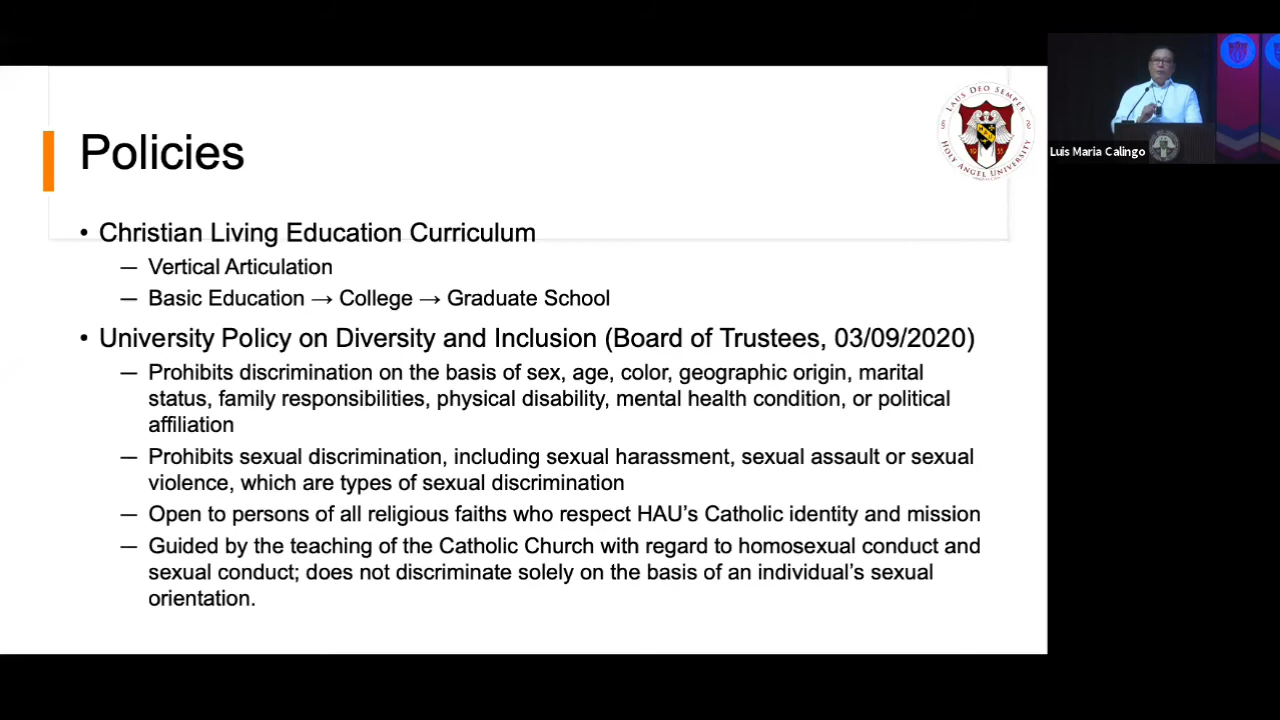 Policies
LAUS DEO SEMPER
HOLY ANGEL UNIVERSITY
19 33
Luis Maria Calingo
• Christian Living Education Curriculum
— Vertical Articulation
— Basic Education → College → Graduate School
• University Policy on Diversity and Inclusion (Board of Trustees, 03/09/2020)
— Prohibits discrimination on the basis of sex, age, color, geographic origin, marital
status, family responsibilities, physical disability, mental health condition, or political
affiliation
— Prohibits sexual discrimination, including sexual harassment, sexual assault or sexual
violence, which are types of sexual discrimination
— Open to persons of all religious faiths who respect HAU’s Catholic identity and mission
— Guided by the teaching of the Catholic Church with regard to homosexual conduct and
sexual conduct; does not discriminate solely on the basis of an individual’s sexual
orientation.